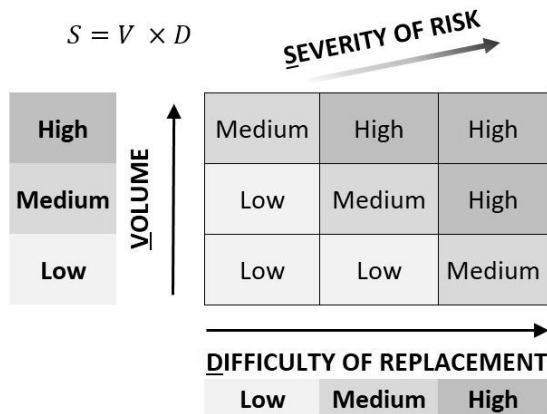 S = V × D
SEVERITY OF RISK
High
Medium
Low
VOLUME
Medium High High
Low Medium High
Low Low Medium
DIFFICULTY OF REPLACEMENT
Low Medium High